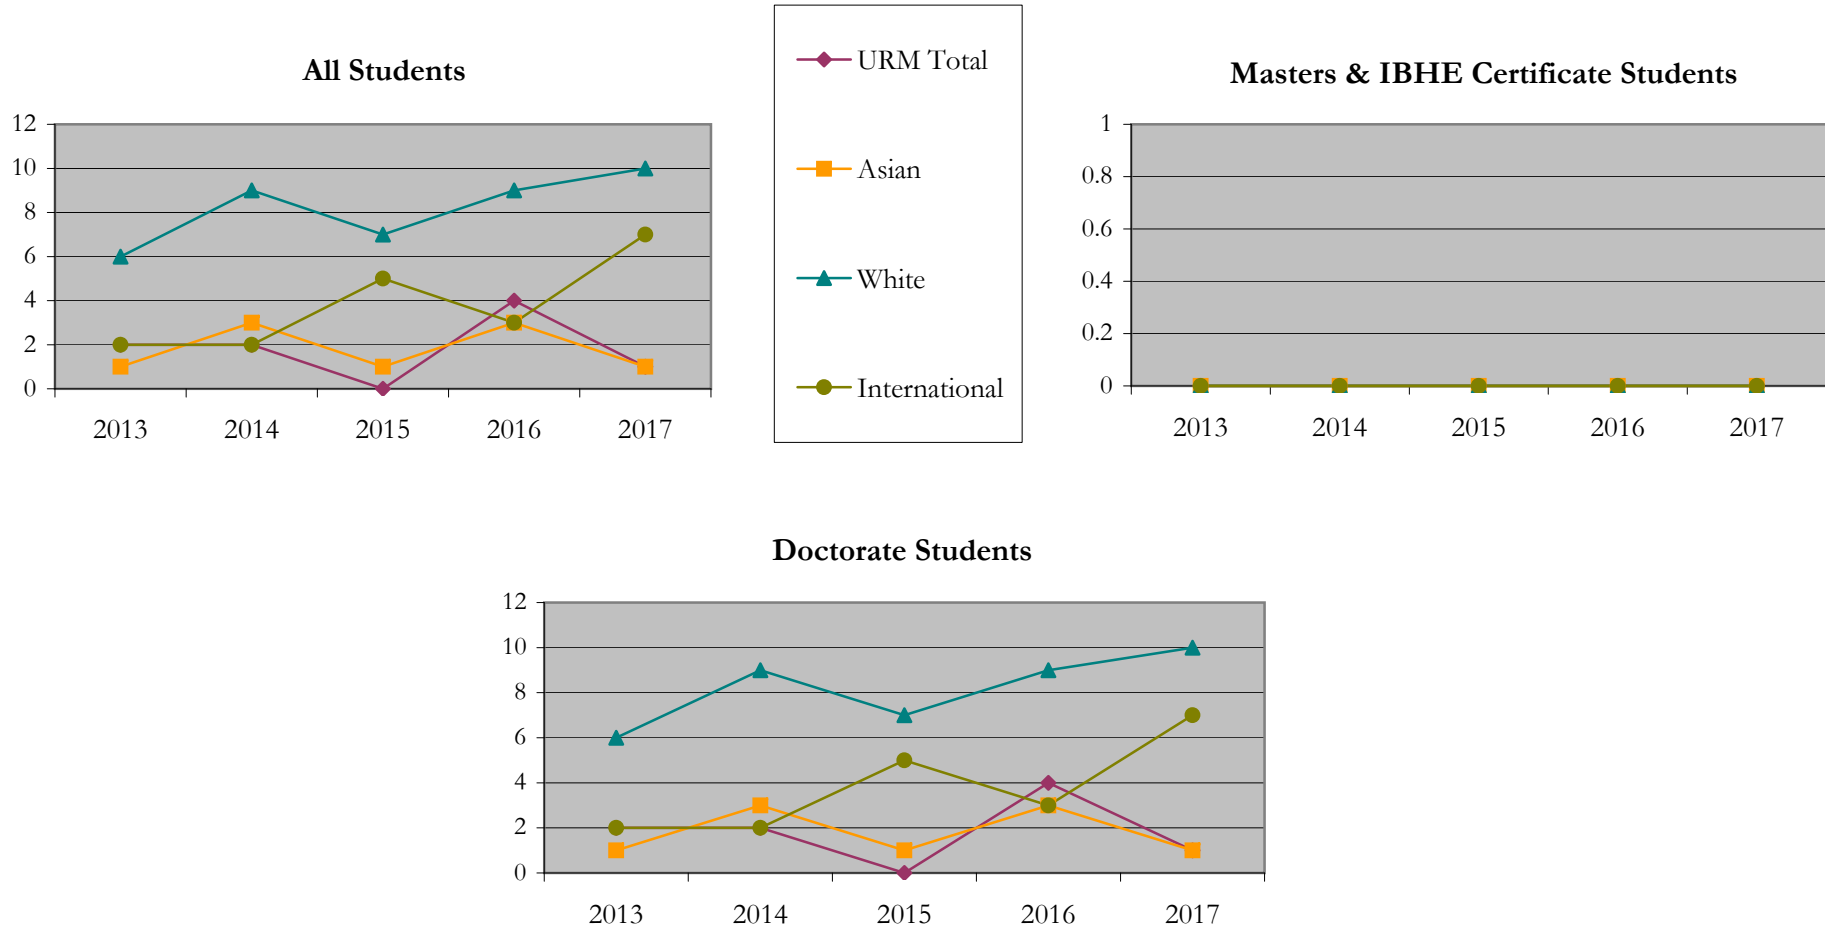 All Students
12
10
8
6
4
2
0
2013 2014 2015 2016 2017
URM Total
Asian
White
International
Masters & IBHE Certificate Students
1
0.8
0.6
0.4
0.2
0
2013 2014 2015 2016 2017
Doctorate Students
12
10
8
6
4
2
0
2013 2014 2015 2016 2017